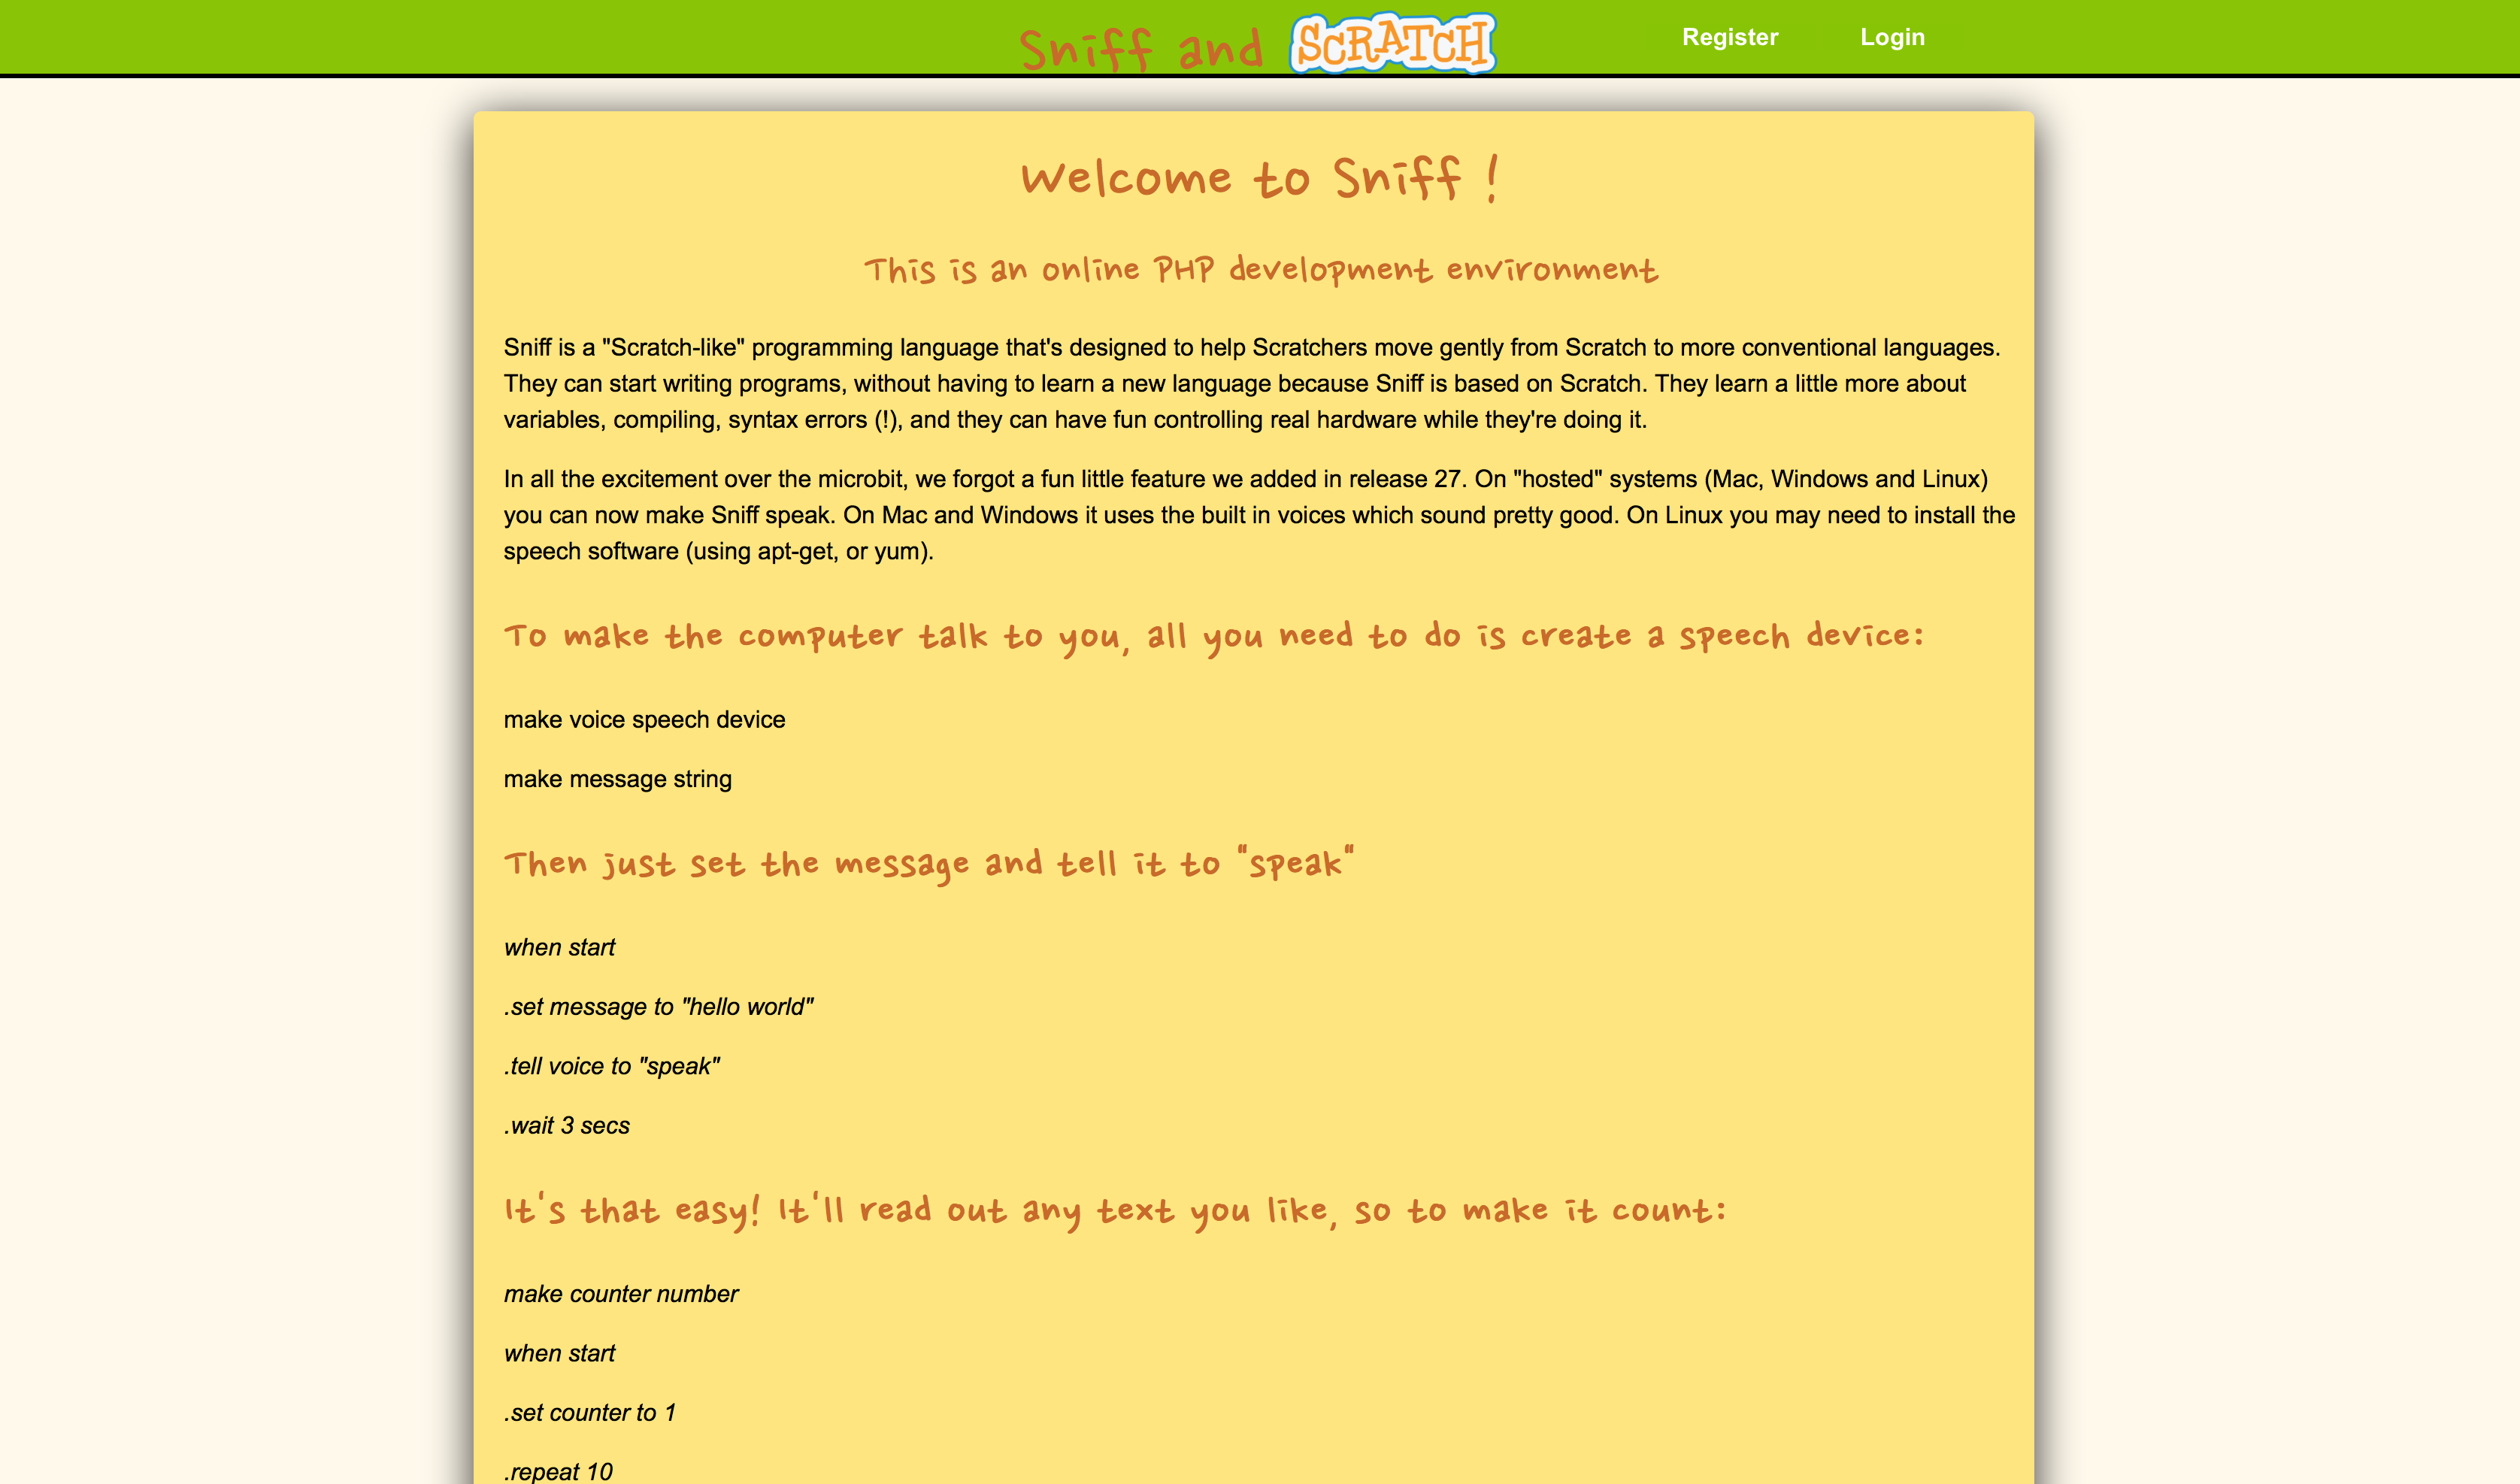 Sniff and SCRATCH
Register
Login
Welcome to Sniff !
This is an online PHP development environment
Sniff is a "Scratch-like" programming language that's designed to help Scratchers move gently from Scratch to more conventional languages.
They can start writing programs, without having to learn a new language because Sniff is based on Scratch. They learn a little more about
variables, compiling, syntax errors (!), and they can have fun controlling real hardware while they're doing it.
In all the excitement over the microbit, we forgot a fun little feature we added in release 27. On "hosted" systems (Mac, Windows and Linux)
you can now make Sniff speak. On Mac and Windows it uses the built in voices which sound pretty good. On Linux you may need to install the
speech software (using apt-get, or yum).
To make the computer talk to you, all you need to do is create a speech device:
make voice speech device
make message string
Then just set the message and tell it to "speak"
when start
.set message to "hello world"
.tell voice to "speak"
.wait 3 secs
It's that easy! It'll read out any text you like, so to make it count:
make counter number
when start
.set counter to 1
.repeat 10